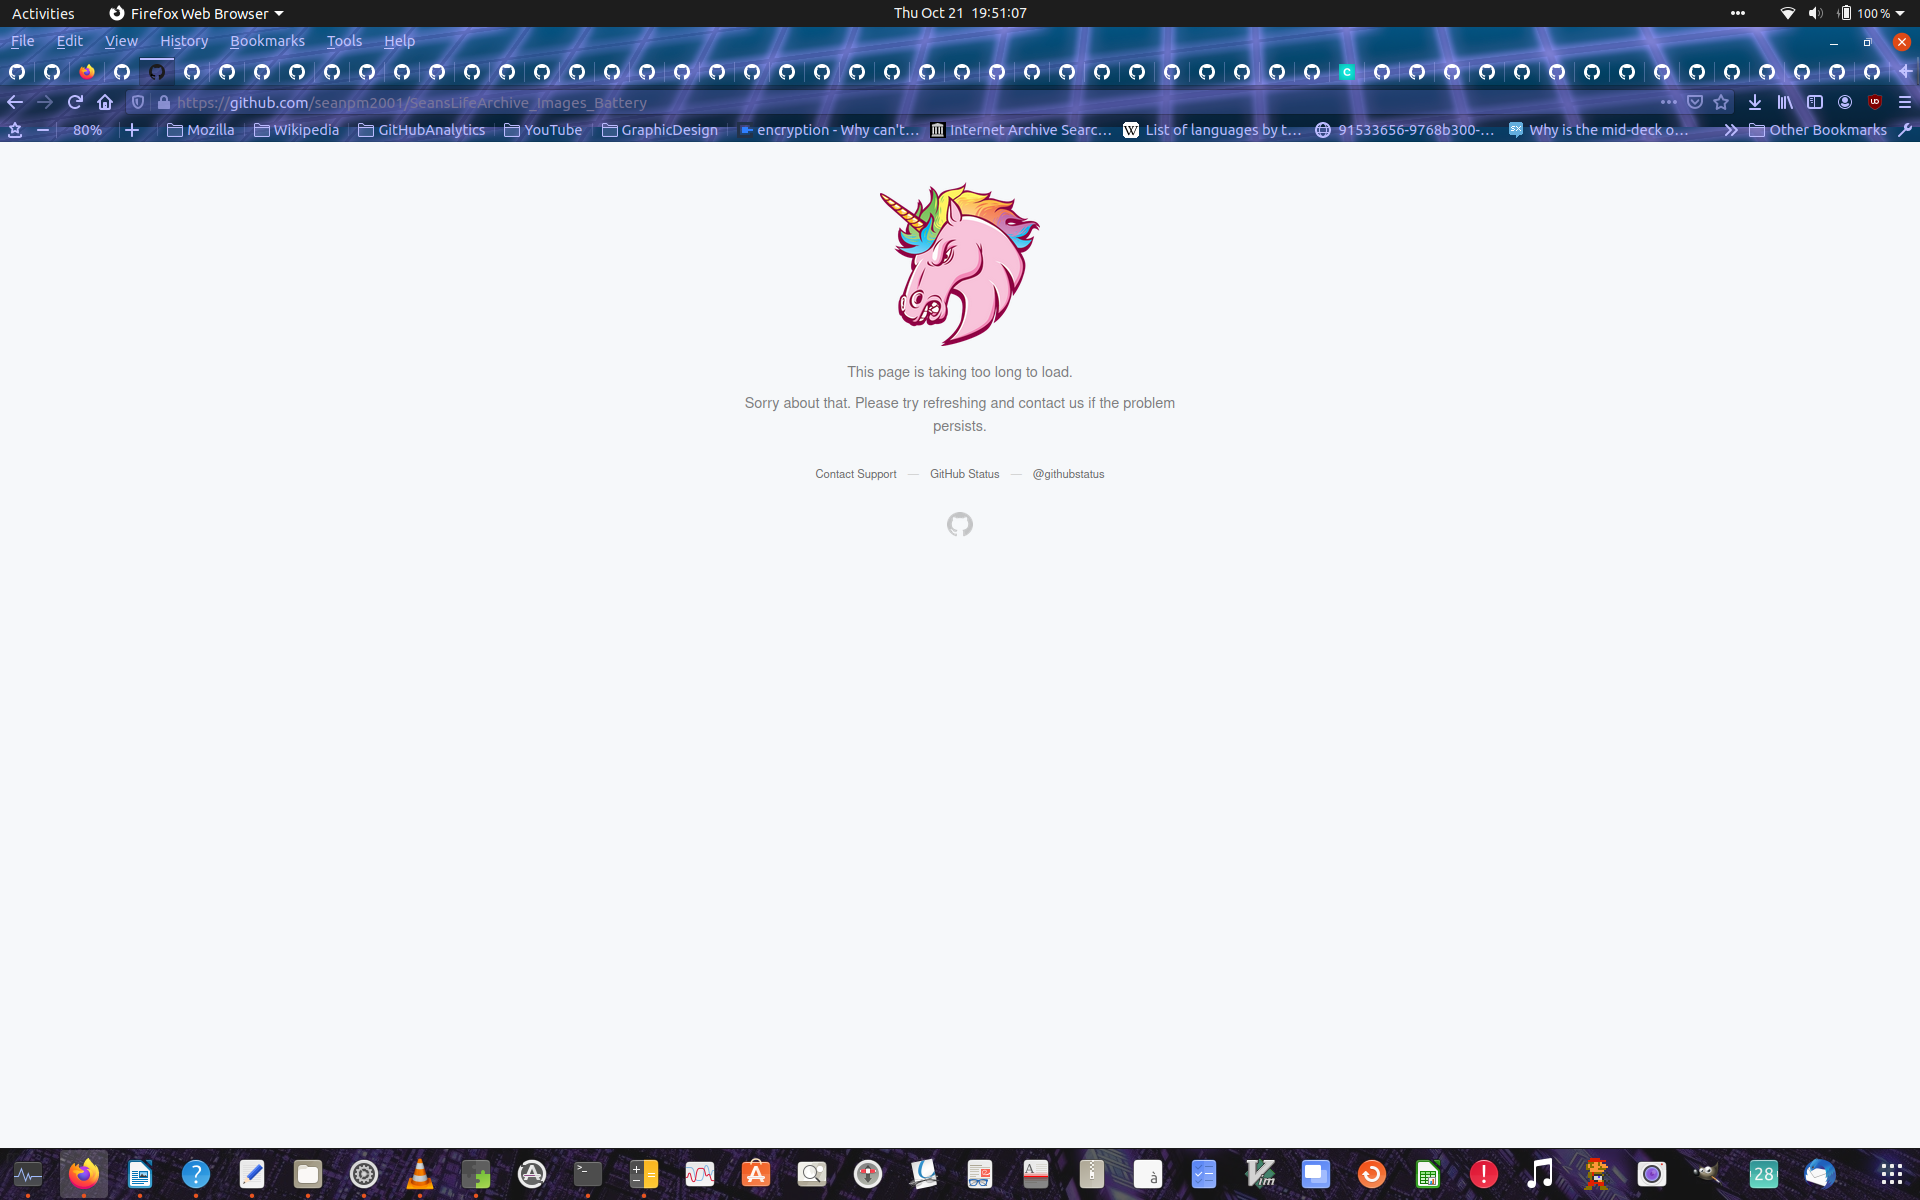 Activities Firefox Web Browser Thu Oct 21 19:51:07 100 %
File Edit View History Bookmarks Tools Help
C
https://github.com/seanpm2001/SeansLifeArchive_Images_Battery
80% Mozilla Wikipedia GitHubAnalytics YouTube GraphicDesign encryption - Why can't… Internet Archive Searc… W List of languages by t… 91533656-9768b300-… Why is the mid-deck o… Other Bookmarks
This page is taking too long to load.
Sorry about that. Please try refreshing and contact us if the problem
persists.
Contact Support — GitHub Status — @githubstatus
? >_ A à Vim ! 28